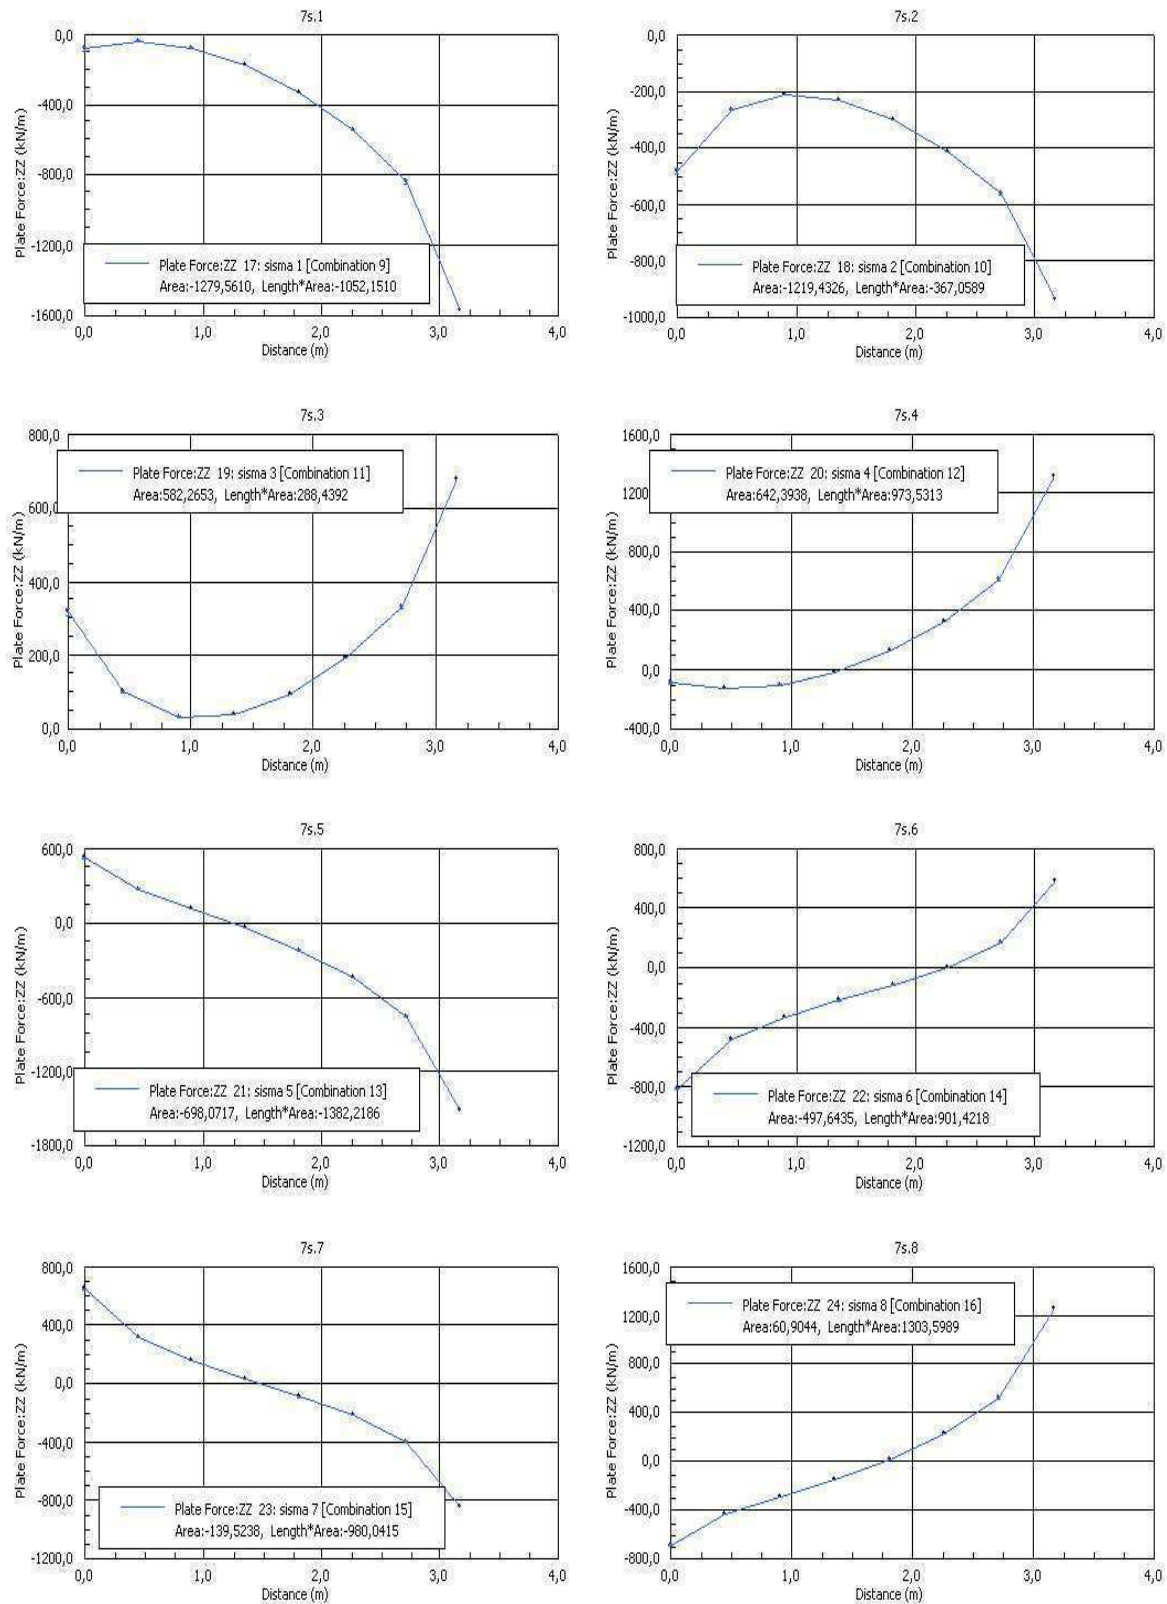 7s.1
Plate Force:ZZ (kN/m)
0,0
-400,0
-800,0
-1200,0
-1600,0
Plate Force:ZZ 17: sisma 1 [Combination 9]
Area:-1279,5610, Length*Area:-1052,1510
0,0 1,0 2,0 3,0 4,0
Distance (m)
7s.2
Plate Force:ZZ (kN/m)
0,0
-200,0
-400,0
-600,0
-800,0
-1000,0
Plate Force:ZZ 18: sisma 2 [Combination 10]
Area:-1219,4326, Length*Area:-367,0589
0,0 1,0 2,0 3,0 4,0
Distance (m)
7s.3
Plate Force:ZZ (kN/m)
800,0
600,0
400,0
200,0
0,0
Plate Force:ZZ 19: sisma 3 [Combination 11]
Area:582,2653, Length*Area:288,4392
0,0 1,0 2,0 3,0 4,0
Distance (m)
7s.4
Plate Force:ZZ (kN/m)
1600,0
1200,0
800,0
400,0
0,0
-400,0
Plate Force:ZZ 20: sisma 4 [Combination 12]
Area:642,3938, Length*Area:973,5313
0,0 1,0 2,0 3,0 4,0
Distance (m)
7s.5
Plate Force:ZZ (kN/m)
600,0
0,0
-600,0
-1200,0
-1800,0
Plate Force:ZZ 21: sisma 5 [Combination 13]
Area:-698,0717, Length*Area:-1382,2186
0,0 1,0 2,0 3,0 4,0
Distance (m)
7s.6
Plate Force:ZZ (kN/m)
800,0
400,0
0,0
-400,0
-800,0
-1200,0
Plate Force:ZZ 22: sisma 6 [Combination 14]
Area:-497,6435, Length*Area:901,4218
0,0 1,0 2,0 3,0 4,0
Distance (m)
7s.7
Plate Force:ZZ (kN/m)
800,0
400,0
0,0
-400,0
-800,0
-1200,0
Plate Force:ZZ 23: sisma 7 [Combination 15]
Area:-139,5238, Length*Area:-980,0415
0,0 1,0 2,0 3,0 4,0
Distance (m)
7s.8
Plate Force:ZZ (kN/m)
1600,0
1200,0
800,0
400,0
0,0
-400,0
-800,0
Plate Force:ZZ 24: sisma 8 [Combination 16]
Area:60,9044, Length*Area:1303,5989
0,0 1,0 2,0 3,0 4,0
Distance (m)